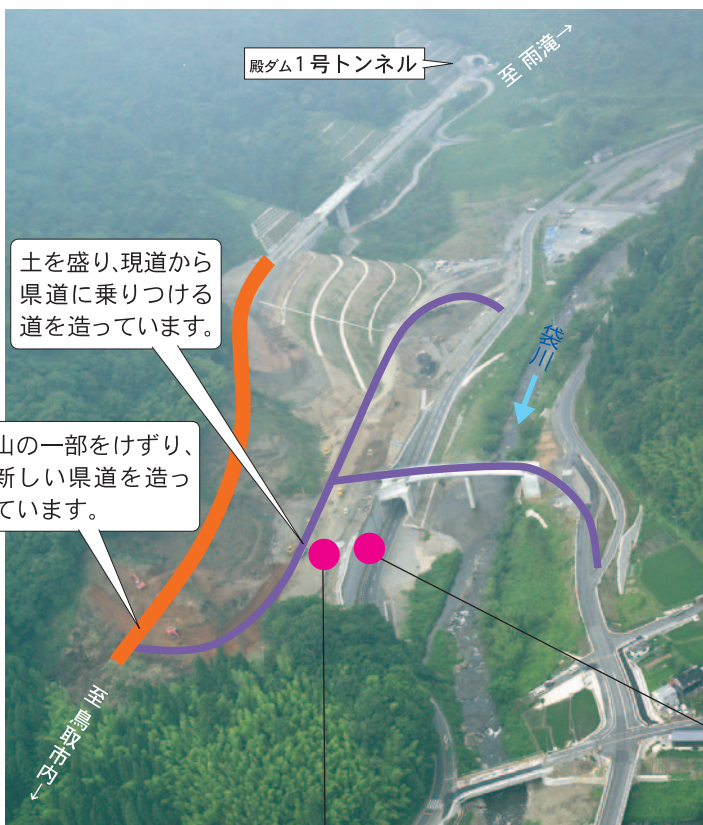 殿ダム1号トンネル
至 雨滝→
土を盛り、現道から
県道に乗りつける
道を造っています。
袋川
山の一部をけずり、
新しい県道を造っ
ています。
至 鳥取市内→